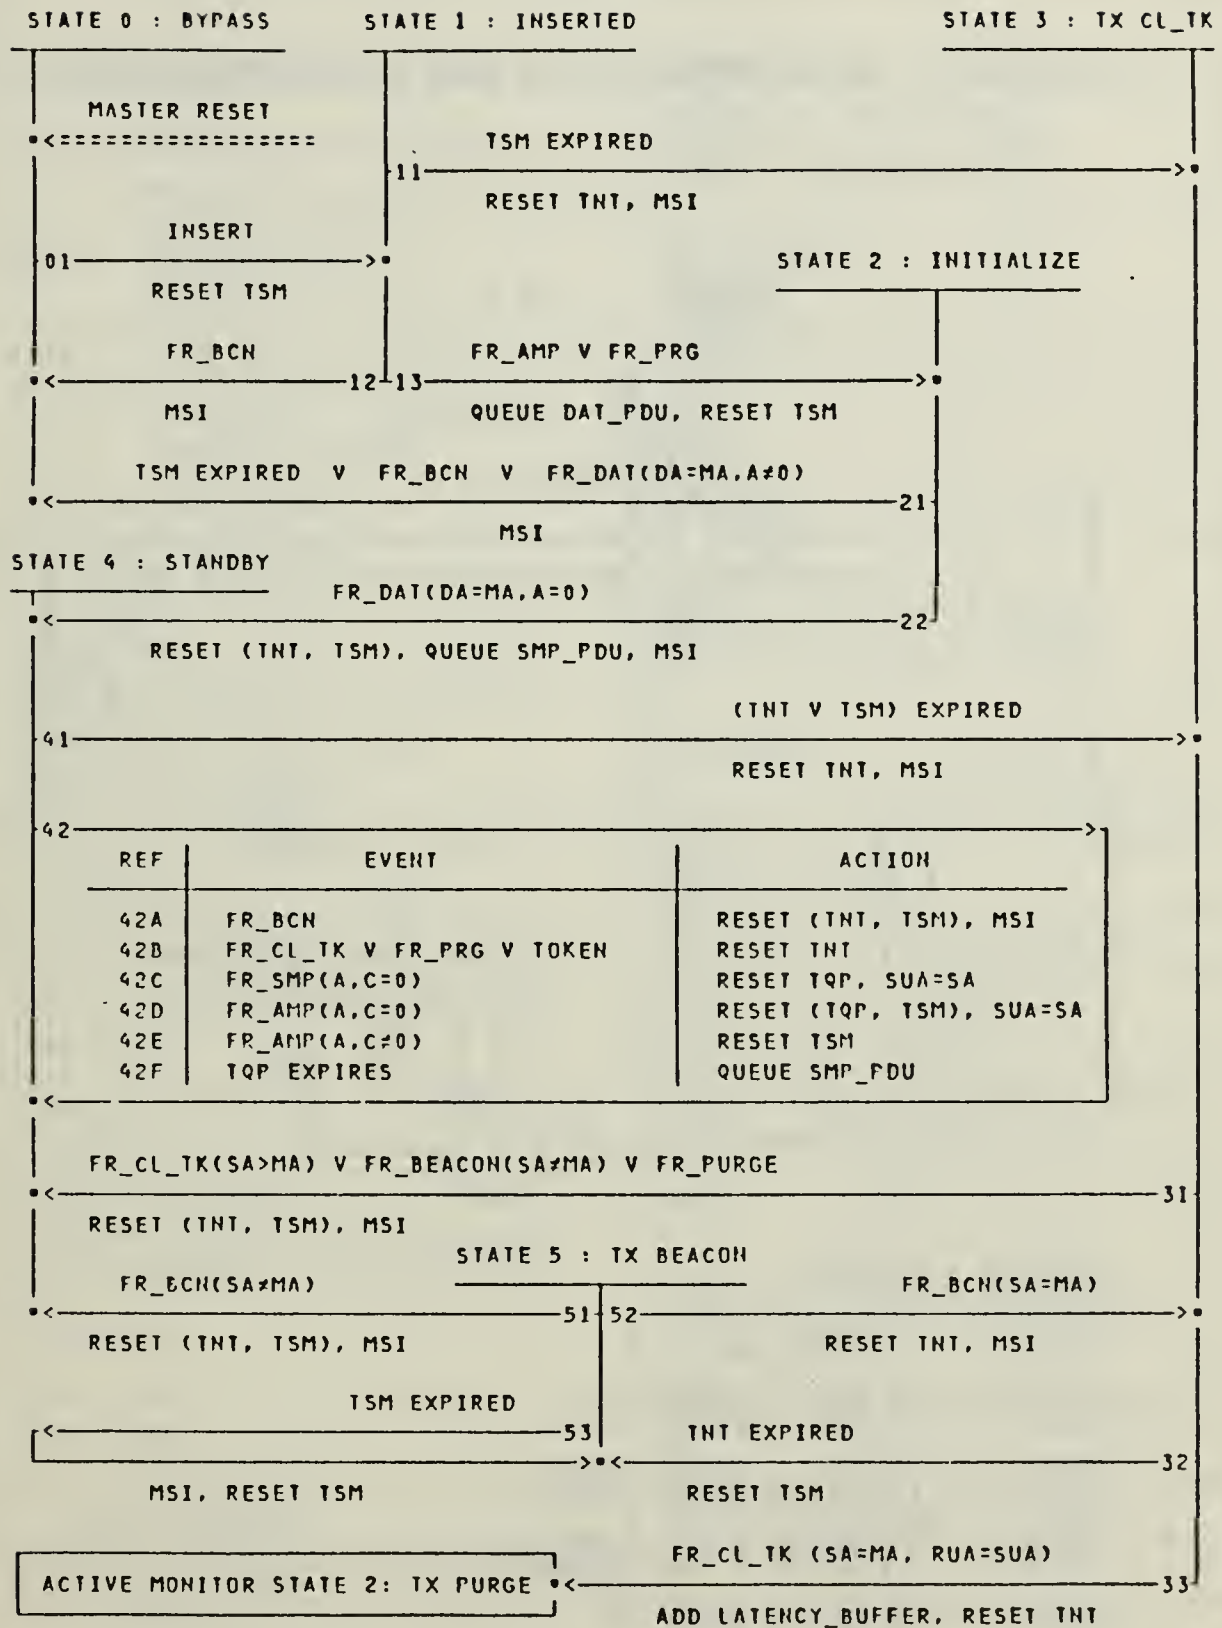 STATE 0 : BYPASS STATE 1 : INSERTED STATE 3 : TX CL_TK
MASTER RESET
TSM EXPIRED
11
RESET TNT, MSI
INSERT
01
STATE 2 : INITIALIZE
RESET TSM
FR_BCN FR_AMP V FR_PRG
12 13
MSI QUEUE DAT_PDU, RESET TSM
TSM EXPIRED V FR_BCN V FR_DAT(DA=MA,A≠0)
21
MSI
STATE 4 : STANDBY
FR_DAT(DA=MA,A=0)
22
RESET (TNT, TSM), QUEUE SMP_PDU, MSI
(TNT V TSM) EXPIRED
41
RESET TNT, MSI
42
REF EVENT ACTION
42A FR_BCN RESET (TNT, TSM), MSI
42B FR_CL_TK V FR_PRG V TOKEN RESET TNT
42C FR_SMP(A,C=0) RESET TQP, SUA=SA
42D FR_AMP(A,C=0) RESET (TQP, TSM), SUA=SA
42E FR_AMP(A,C≠0) RESET TSM
42F TQP EXPIRES QUEUE SMP_PDU
FR_CL_TK(SA>MA) V FR_BEACON(SA≠MA) V FR_PURGE
31
RESET (TNT, TSM), MSI
STATE 5 : TX BEACON
FR_BCN(SA≠MA) FR_BCN(SA=MA)
51 52
RESET (TNT, TSM), MSI RESET TNT, MSI
TSM EXPIRED
53 TNT EXPIRED
32
MSI, RESET TSM RESET TSM
FR_CL_TK (SA=MA, RUA=SUA)
ACTIVE MONITOR STATE 2: TX PURGE 33
ADD LATENCY_BUFFER, RESET TNT